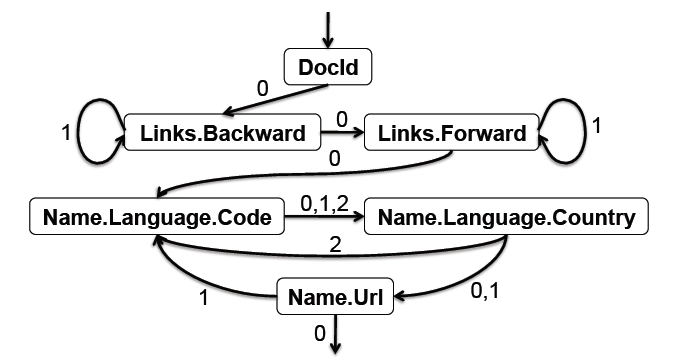 DocId
0
1
Links.Backward
0
Links.Forward
1
0
Name.Language.Code
0,1,2
Name.Language.Country
2
1
Name.Url
0,1
0